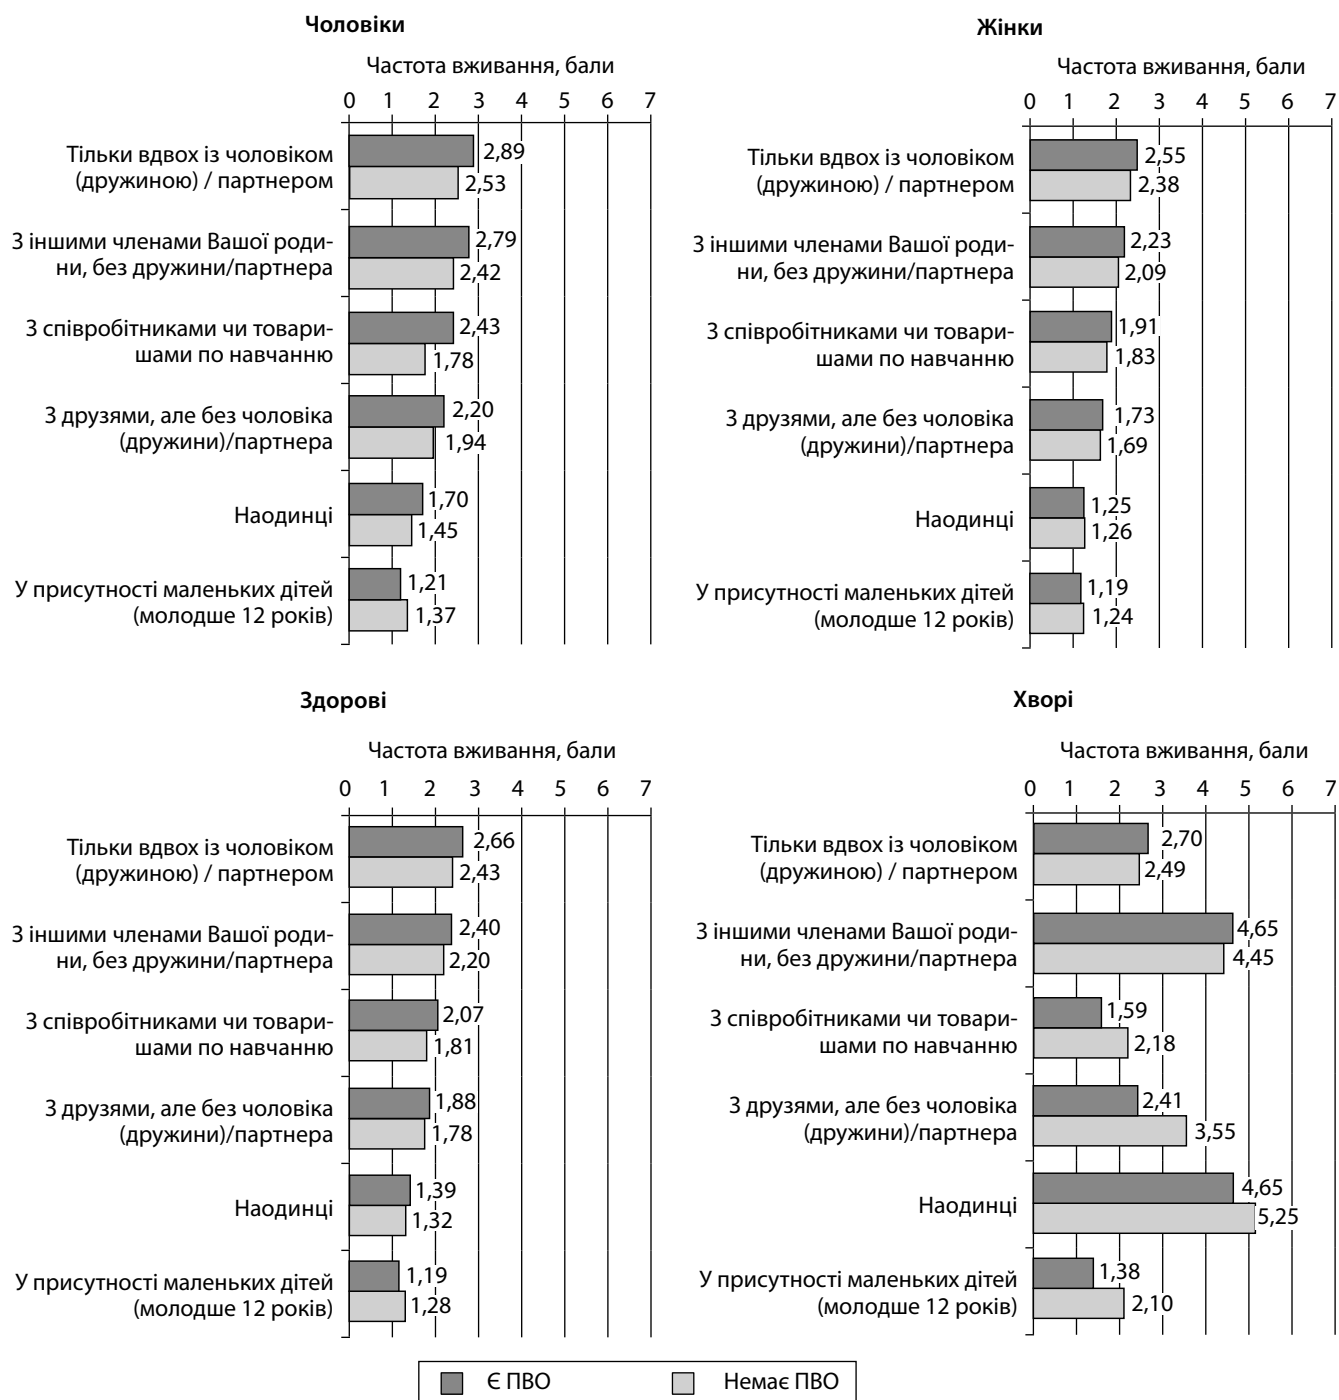 Чоловіки
Частота вживання, бали
0 1 2 3 4 5 6 7
Тільки вдвох із чоловіком
(дружиною) / партнером
2,89
2,53
З іншими членами Вашої роди-
ни, без дружини/партнера
2,79
2,42
З співробітниками чи товари-
шами по навчанню
2,43
1,78
З друзями, але без чоловіка
(дружини)/партнера
2,20
1,94
Наодинці
1,70
1,45
У присутності маленьких дітей
(молодше 12 років)
1,21
1,37
Жінки
Частота вживання, бали
0 1 2 3 4 5 6 7
Тільки вдвох із чоловіком
(дружиною) / партнером
2,55
2,38
З іншими членами Вашої роди-
ни, без дружини/партнера
2,23
2,09
З співробітниками чи товари-
шами по навчанню
1,91
1,83
З друзями, але без чоловіка
(дружини)/партнера
1,73
1,69
Наодинці
1,25
1,26
У присутності маленьких дітей
(молодше 12 років)
1,19
1,24
Здорові
Частота вживання, бали
0 1 2 3 4 5 6 7
Тільки вдвох із чоловіком
(дружиною) / партнером
2,66
2,43
З іншими членами Вашої роди-
ни, без дружини/партнера
2,40
2,20
З співробітниками чи товари-
шами по навчанню
2,07
1,81
З друзями, але без чоловіка
(дружини)/партнера
1,88
1,78
Наодинці
1,39
1,32
У присутності маленьких дітей
(молодше 12 років)
1,19
1,28
Хворі
Частота вживання, бали
0 1 2 3 4 5 6 7
Тільки вдвох із чоловіком
(дружиною) / партнером
2,70
2,49
З іншими членами Вашої роди-
ни, без дружини/партнера
4,65
4,45
З співробітниками чи товари-
шами по навчанню
1,59
2,18
З друзями, але без чоловіка
(дружини)/партнера
2,41
3,55
Наодинці
4,65
5,25
У присутності маленьких дітей
(молодше 12 років)
1,38
2,10
Є ПВО
Немає ПВО